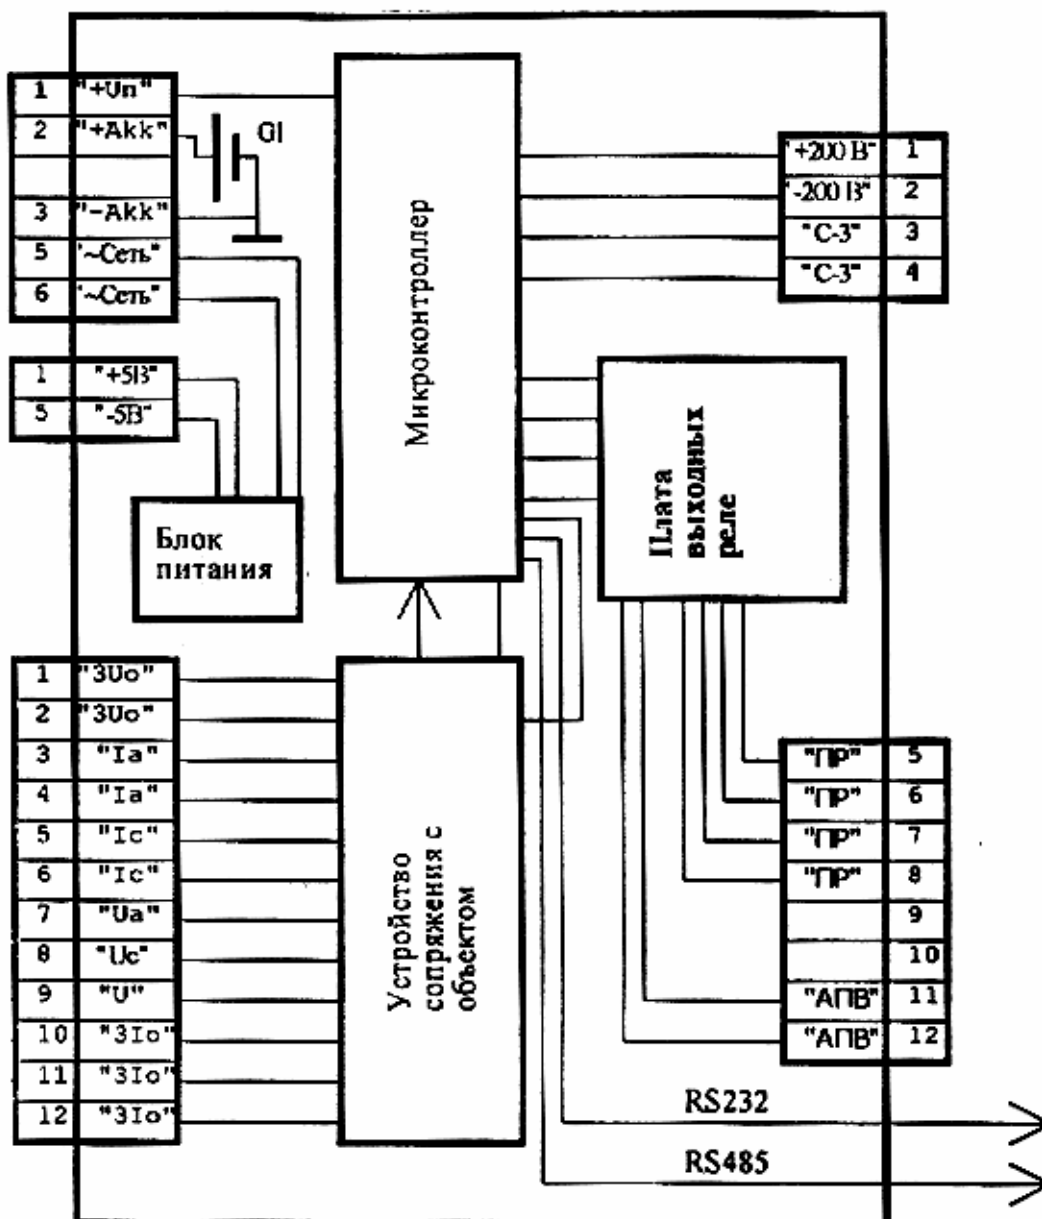 1 "+Uп"
2 "+Akk"
GI
3 "-Akk"
5 "~Сеть"
6 "~Сеть"
1 "+5В"
5 "-5В"
Блок
питания
Микроконтроллер
"+200 В" 1
"-200 В" 2
"С-3" 3
"С-3" 4
Плата
выходных
реле
1 "3Uo"
2 "3Uo"
3 "Ia"
4 "Ia"
5 "Ic"
6 "Ic"
7 "Ua"
8 "Uc"
9 "U"
10 "3Io"
11 "3Io"
12 "3Io"
Устройство
сопряжения с
объектом
"ПР" 5
"ПР" 6
"ПР" 7
"ПР" 8
9
10
"АПВ" 11
"АПВ" 12
RS232
RS485